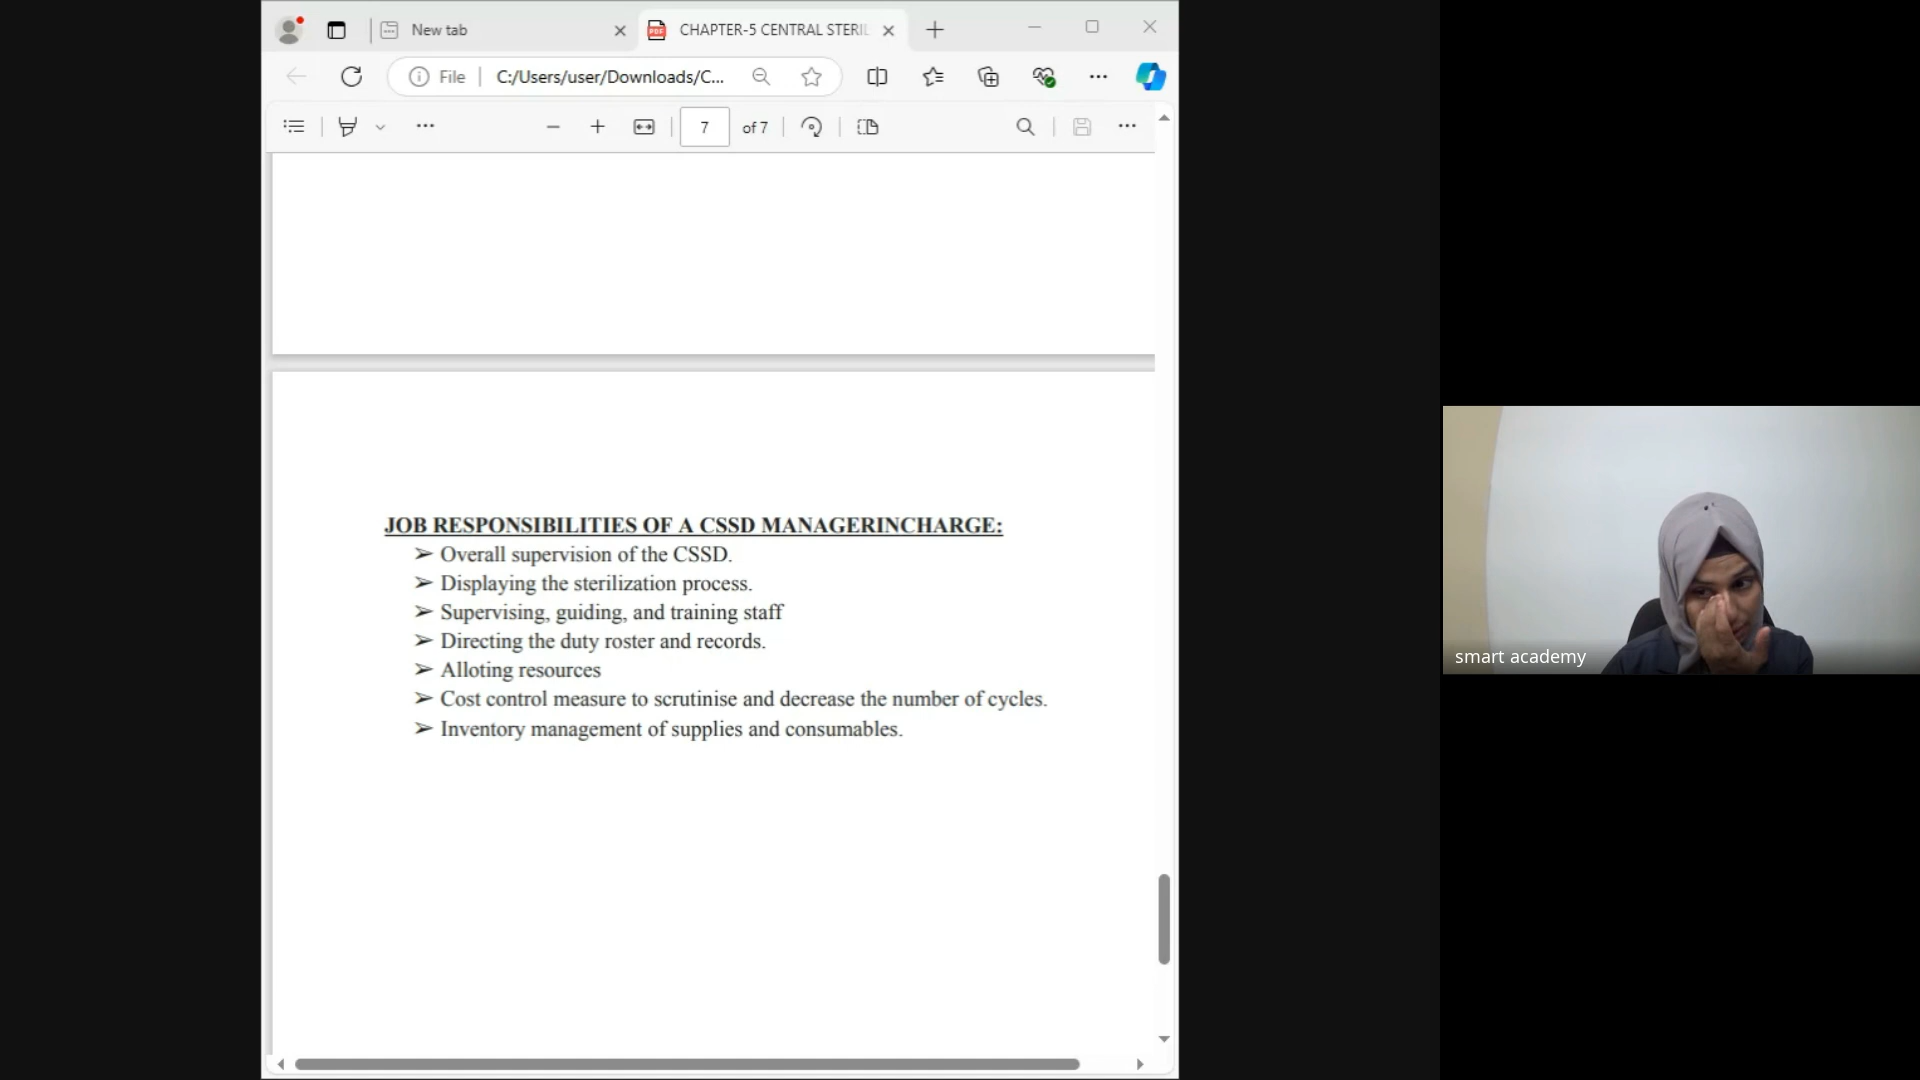 New tab
CHAPTER-5 CENTRAL STERIL
File
C:/Users/user/Downloads/C...
7 of 7
JOB RESPONSIBILITIES OF A CSSD MANAGERINCHARGE:
➢ Overall supervision of the CSSD.
➢ Displaying the sterilization process.
➢ Supervising, guiding, and training staff
➢ Directing the duty roster and records.
➢ Alloting resources
➢ Cost control measure to scrutinise and decrease the number of cycles.
➢ Inventory management of supplies and consumables.
smart academy